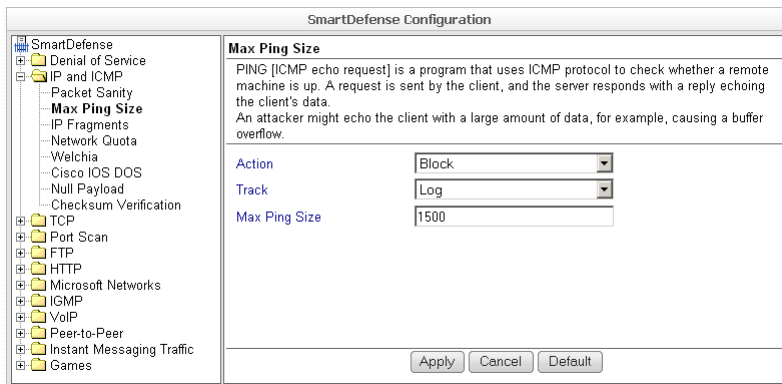 SmartDefense Configuration
SmartDefense
Denial of Service
IP and ICMP
Packet Sanity
Max Ping Size
IP Fragments
Network Quota
Welchia
Cisco IOS DOS
Null Payload
Checksum Verification
TCP
Port Scan
FTP
HTTP
Microsoft Networks
IGMP
VoIP
Peer-to-Peer
Instant Messaging Traffic
Games
Max Ping Size
PING [ICMP echo request] is a program that uses ICMP protocol to check whether a remote
machine is up. A request is sent by the client, and the server responds with a reply echoing
the client's data.
An attacker might echo the client with a large amount of data, for example, causing a buffer
overflow.
Action Block
Track Log
Max Ping Size 1500
Apply Cancel Default